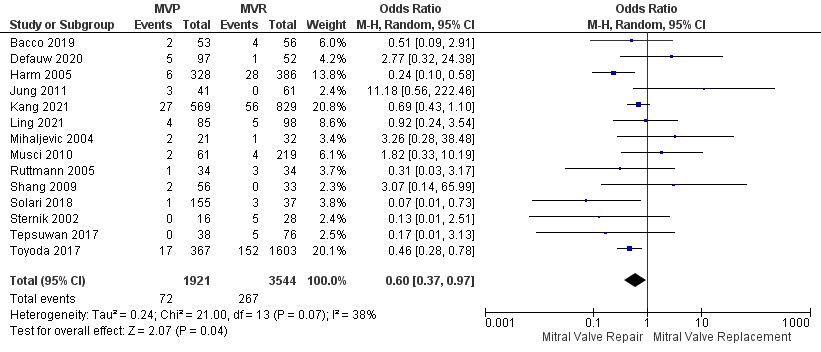 MVP MVR Odds Ratio Odds Ratio
Study or Subgroup Events Total Events Total Weight M-H, Random, 95% CI M-H, Random, 95% CI
Bacco 2019 2 53 4 56 6.0% 0.51 [0.09, 2.91]
Defauw 2020 5 97 1 52 4.2% 2.77 [0.32, 24.38]
Harm 2005 6 328 28 386 13.8% 0.24 [0.10, 0.58]
Jung 2011 3 41 0 61 2.4% 11.18 [0.56, 222.46]
Kang 2021 27 569 56 829 20.8% 0.69 [0.43, 1.10]
Ling 2021 4 85 5 98 8.7% 0.92 [0.24, 3.54]
Mihaljevic 2004 2 21 1 32 3.4% 3.26 [0.28, 38.48]
Musci 2010 2 61 4 219 6.2% 1.82 [0.33, 10.19]
Ruttmann 2005 1 34 3 34 3.8% 0.31 [0.03, 3.17]
Shang 2009 2 56 0 33 2.3% 3.07 [0.14, 65.99]
Solari 2018 1 155 3 37 3.9% 0.07 [0.01, 0.73]
Sternik 2002 0 16 5 28 2.4% 0.13 [0.01, 2.51]
Tepsuwan 2017 0 38 5 76 2.5% 0.17 [0.01, 3.13]
Toyoda 2017 17 367 152 1603 20.1% 0.46 [0.28, 0.78]
Total (95% CI) 1921 3544 100.0% 0.60 [0.37, 0.97]
Total events 72 267
Heterogeneity: Tau² = 0.24; Chi² = 21.00, df = 13 (P = 0.07); I² = 38%
Test for overall effect: Z = 2.07 (P = 0.04)
0.001 0.1 1 10 1000
Mitral Valve Repair Mitral Valve Replacement